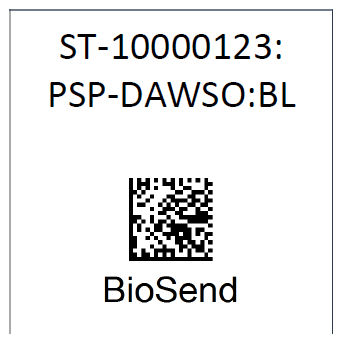 ST-10000123:
PSP-DAWSO:BL
BioSend